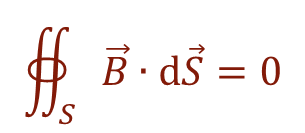 ∯_S B⃗ · dS⃗ = 0